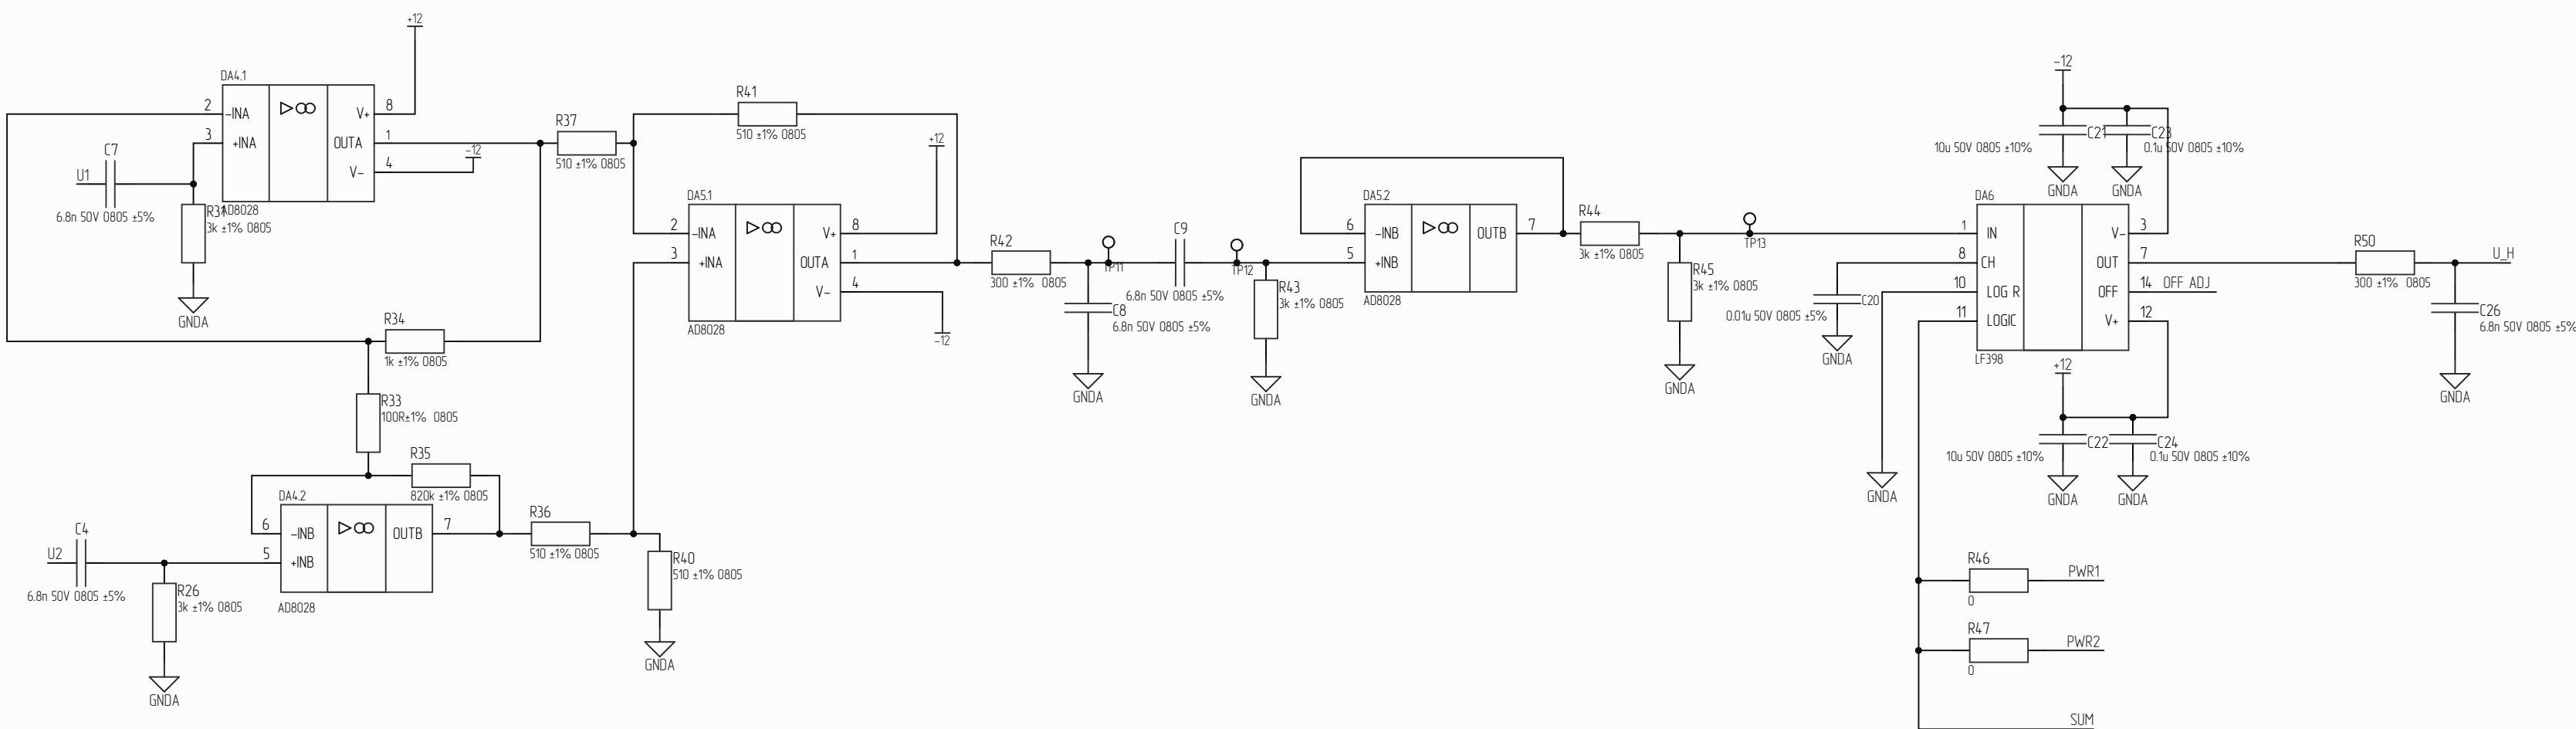 +12
DA4.1
2
-INA
V+
8
3
+INA
OUTA
1
V-
4
-12
C7
U1
6.8n 50V 0805 ±5%
R31
AD8028
3k ±1% 0805
GNDA
R37
510 ±1% 0805
R41
510 ±1% 0805
+12
DA5.1
2
-INA
V+
8
3
+INA
OUTA
1
V-
4
AD8028
-12
R34
1k ±1% 0805
R33
100R±1% 0805
R35
820k ±1% 0805
DA4.2
6
-INB
OUTB
7
5
+INB
AD8028
C4
U2
6.8n 50V 0805 ±5%
R26
3k ±1% 0805
GNDA
R36
510 ±1% 0805
R40
510 ±1% 0805
GNDA
R42
300 ±1% 0805
TP11
C8
6.8n 50V 0805 ±5%
GNDA
C9
6.8n 50V 0805 ±5%
TP12
R43
3k ±1% 0805
GNDA
DA5.2
6
-INB
OUTB
7
5
+INB
AD8028
R44
3k ±1% 0805
TP13
R45
3k ±1% 0805
GNDA
-12
C21
10u 50V 0805 ±10%
GNDA
C23
0.1u 50V 0805 ±10%
GNDA
DA6
1
IN
V-
3
8
CH
OUT
7
10
LOG R
OFF
14
OFF ADJ
11
LOGIC
V+
12
LF398
C20
0.01u 50V 0805 ±5%
GNDA
GNDA
+12
C22
10u 50V 0805 ±10%
GNDA
C24
0.1u 50V 0805 ±10%
GNDA
R50
300 ±1% 0805
U_H
C26
6.8n 50V 0805 ±5%
GNDA
R46
0
PWR1
R47
0
PWR2
SUM